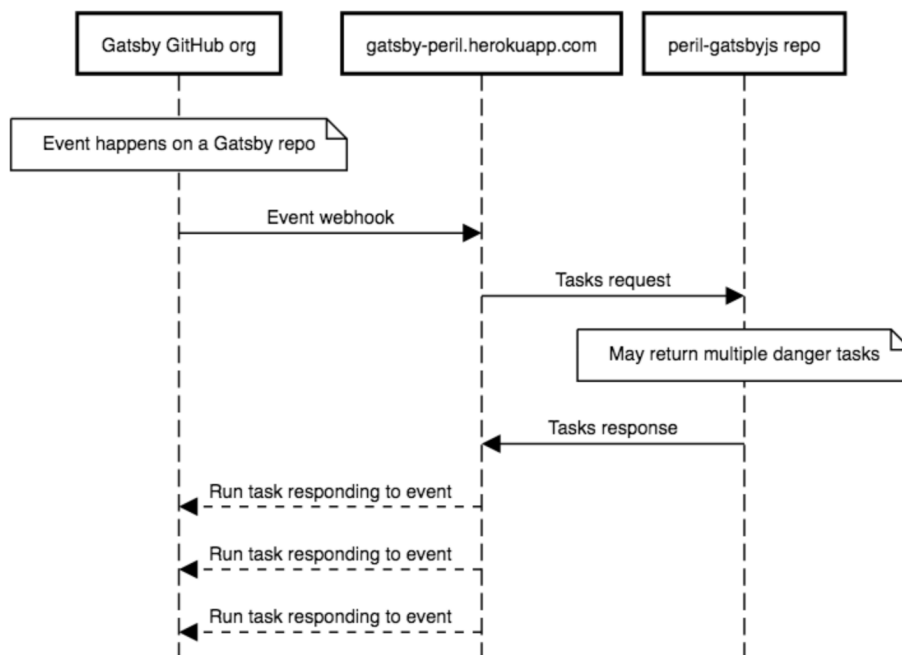 Gatsby GitHub org
gatsby-peril.herokuapp.com
peril-gatsbyjs repo
Event happens on a Gatsby repo
Event webhook
Tasks request
May return multiple danger tasks
Tasks response
Run task responding to event
Run task responding to event
Run task responding to event